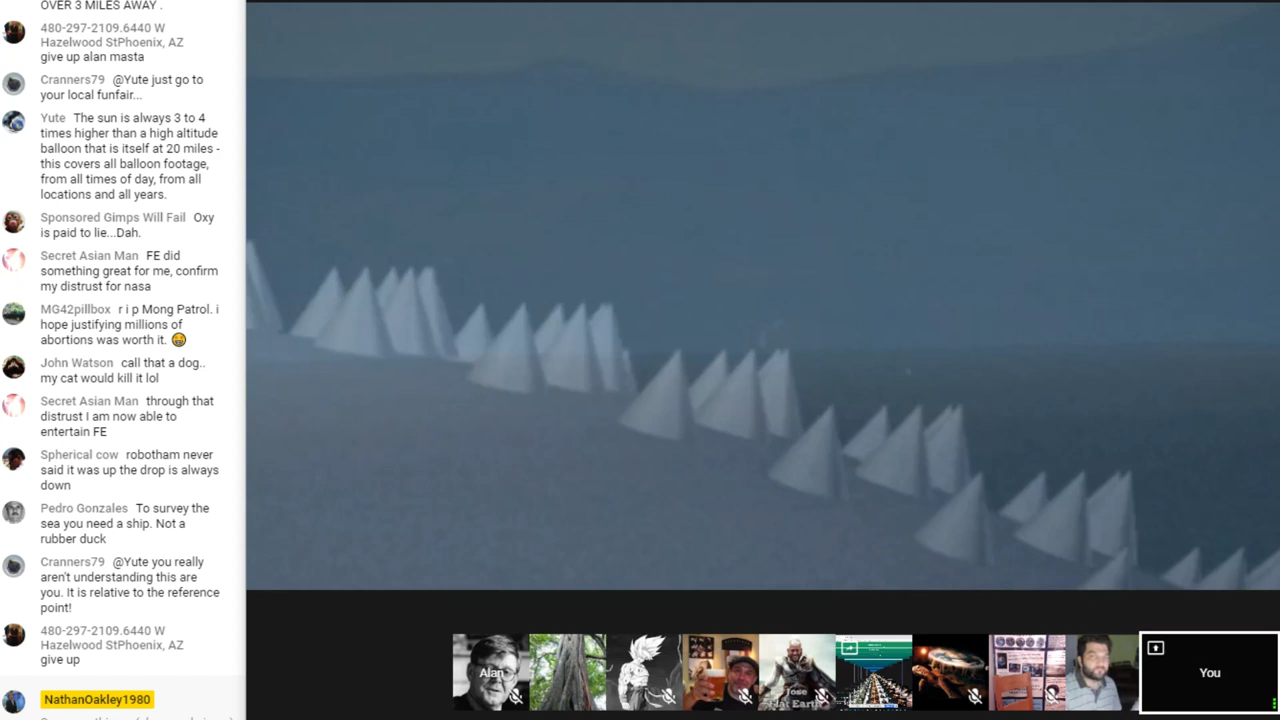 OVER 3 MILES AWAY .
480-297-2109.6440 W
Hazelwood StPhoenix, AZ
give up alan masta
Cranners79 @Yute just go to
your local funfair...
Yute The sun is always 3 to 4
times higher than a high altitude
balloon that is itself at 20 miles -
this covers all balloon footage,
from all times of day, from all
locations and all years.
Sponsored Gimps Will Fail Oxy
is paid to lie...Dah.
Secret Asian Man FE did
something great for me, confirm
my distrust for nasa
MG42pillbox r i p Mong Patrol. i
hope justifying millions of
abortions was worth it.
John Watson call that a dog..
my cat would kill it lol
Secret Asian Man through that
distrust I am now able to
entertain FE
Spherical cow robotham never
said it was up the drop is always
down
Pedro Gonzales To survey the
sea you need a ship. Not a
rubber duck
Cranners79 @Yute you really
aren't understanding this are
you. It is relative to the reference
point!
480-297-2109.6440 W
Hazelwood StPhoenix, AZ
give up
NathanOakley1980
Alan
Jose
Flat Earth
You